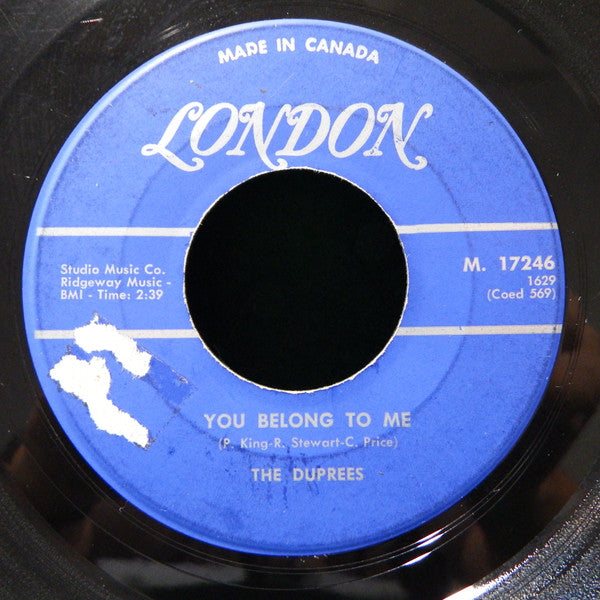 MADE IN CANADA
LONDON
Studio Music Co.
Ridgeway Music -
BMI - Time: 2:39
M. 17246
1629
(Coed 569)
YOU BELONG TO ME
(P. King-R. Stewart-C. Price)
THE DUPREES